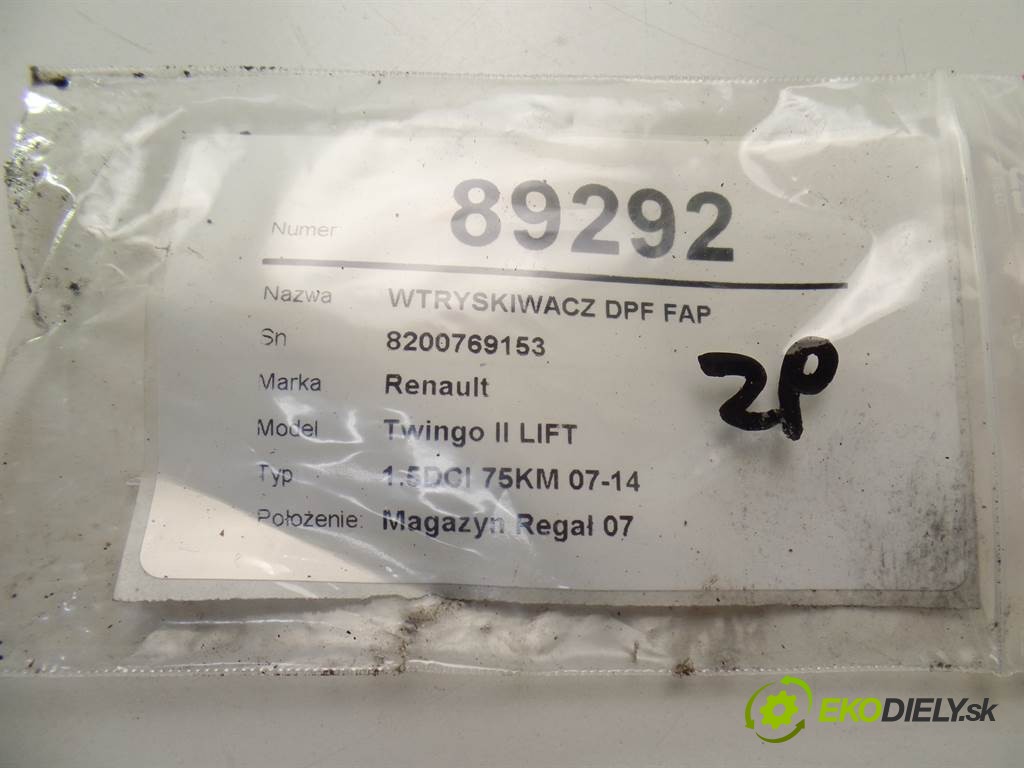 Numer 89292
Nazwa WTRYSKIWACZ DPF FAP
Sn 8200769153
Marka Renault
Model Twingo II LIFT
Typ 1.5DCI 75KM 07-14
Położenie: Magazyn Regał 07
ZP
EKODIELY.sk